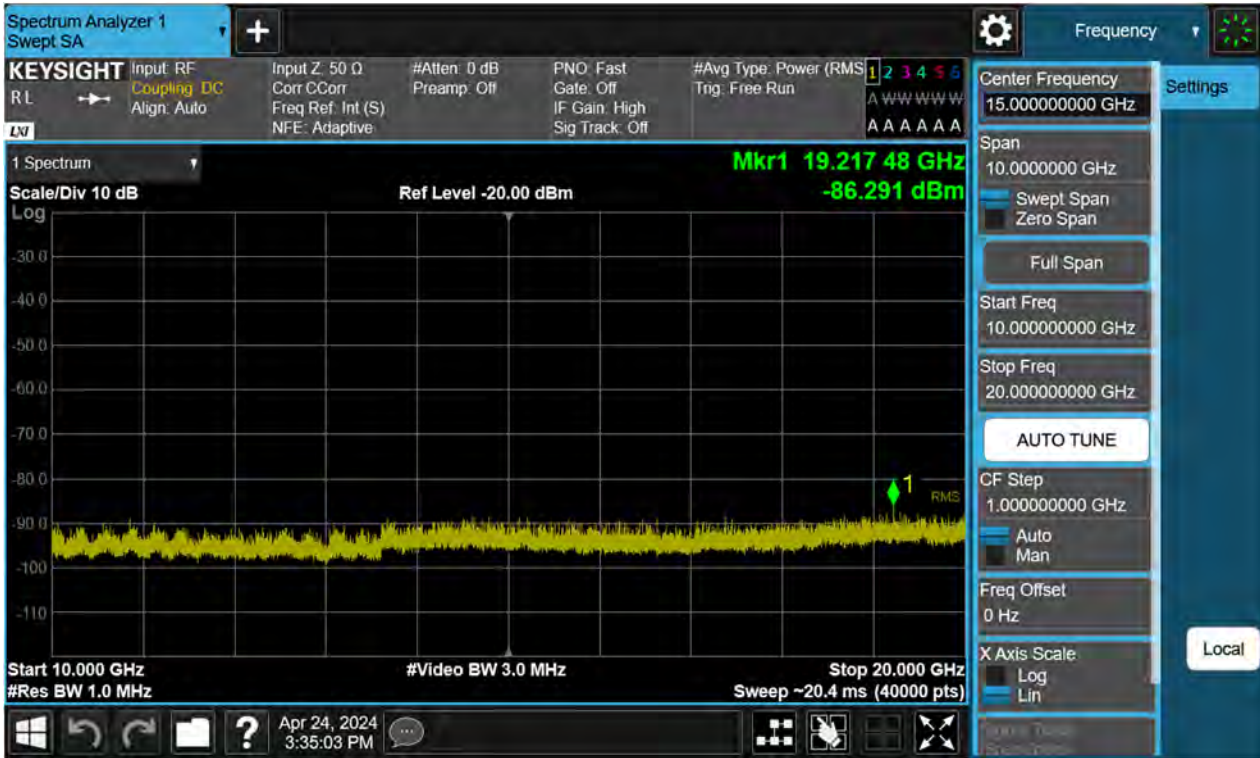 Spectrum Analyzer 1
Swept SA
+
Frequency
KEYSIGHT
RL
LXI
Input: RF
Coupling: DC
Align: Auto
Input Z: 50 Ω
Corr CCorr
Freq Ref: Int (S)
NFE: Adaptive
#Atten: 0 dB
Preamp: Off
PNO: Fast
Gate: Off
IF Gain: High
Sig Track: Off
#Avg Type: Power (RMS
Trig: Free Run
1 2 3 4 5 6
A W W W W W
A A A A A A
1 Spectrum
Scale/Div 10 dB
Ref Level -20.00 dBm
Mkr1 19.217 48 GHz
-86.291 dBm
Log
-30.0
-40.0
-50.0
-60.0
-70.0
-80.0
-90.0
-100
-110
1
RMS
Start 10.000 GHz
#Res BW 1.0 MHz
#Video BW 3.0 MHz
Stop 20.000 GHz
Sweep ~20.4 ms (40000 pts)
Center Frequency
15.000000000 GHz
Span
10.0000000 GHz
Swept Span
Zero Span
Full Span
Start Freq
10.000000000 GHz
Stop Freq
20.000000000 GHz
AUTO TUNE
CF Step
1.000000000 GHz
Auto
Man
Freq Offset
0 Hz
X Axis Scale
Log
Lin
Settings
Local
?
Apr 24, 2024
3:35:03 PM